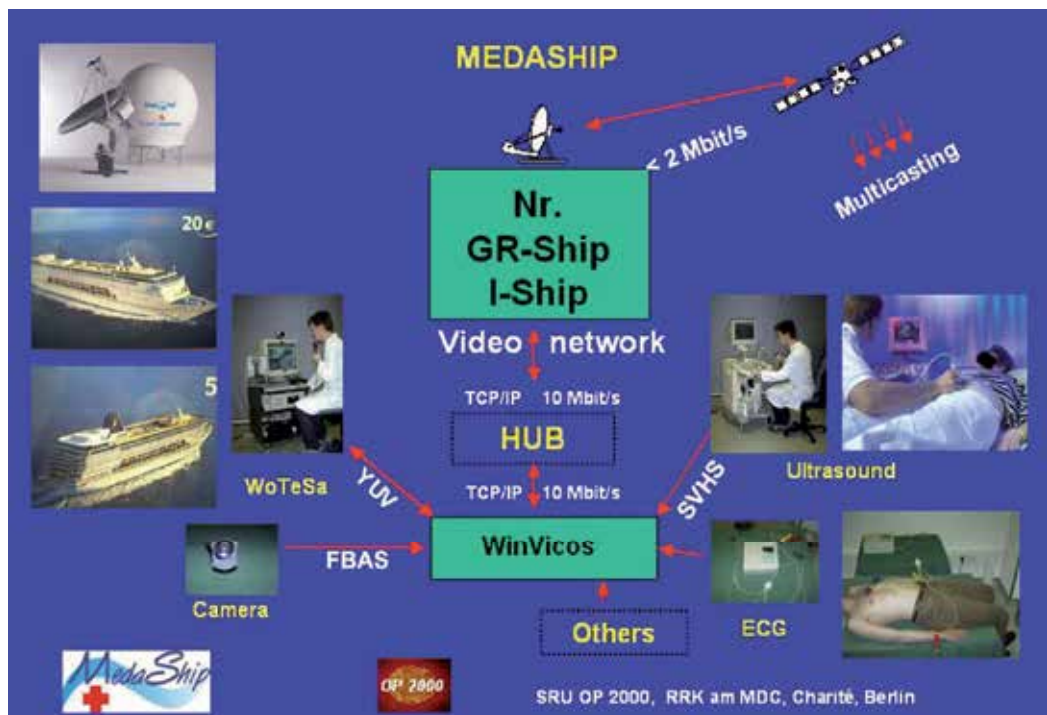 MEDASHIP
< 2 Mbit/s
Multicasting
Nr.
GR-Ship
I-Ship
20€
Video network
TCP/IP 10 Mbit/s
HUB
5
WoTeSa
YUV
TCP/IP 10 Mbit/s
SVHS
Ultrasound
WinVicos
FBAS
Camera
Others
ECG
MedaShip
OP 2000
SRU OP 2000, RRK am MDC, Charité, Berlin